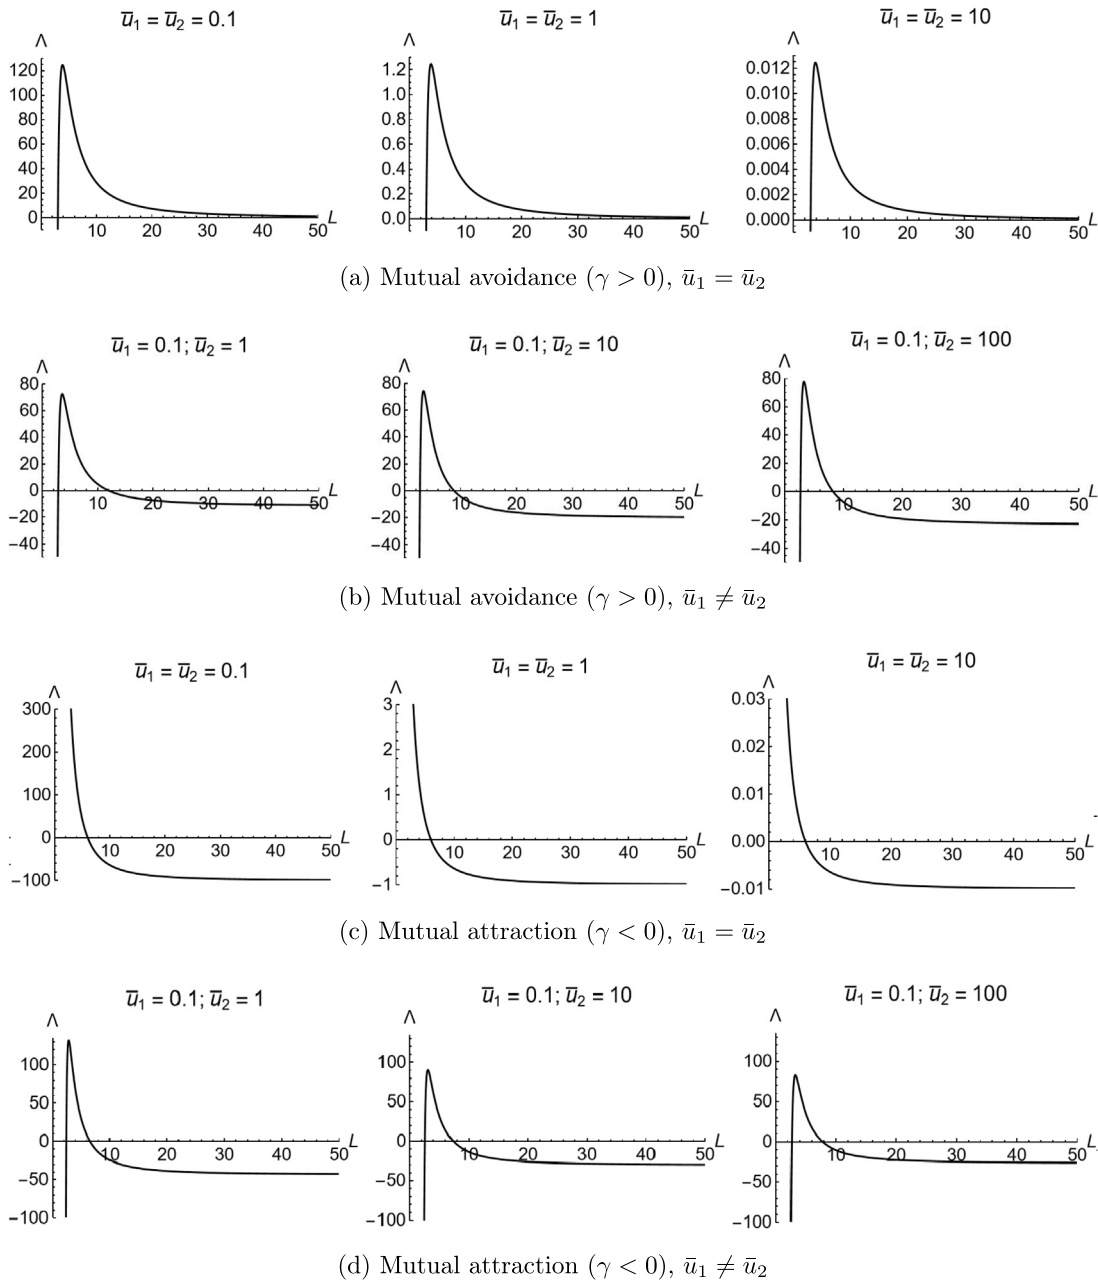 ū₁ = ū₂ = 0.1 ū₁ = ū₂ = 1 ū₁ = ū₂ = 10
Λ Λ Λ
120 1.2 0.012
100 1.0 0.010
80 0.8 0.008
60 0.6 0.006
40 0.4 0.004
20 0.2 0.002
0 0.0 0.000
L L L
10 20 30 40 50 10 20 30 40 50 10 20 30 40 50
(a) Mutual avoidance (γ > 0), ū₁ = ū₂
ū₁ = 0.1; ū₂ = 1 ū₁ = 0.1; ū₂ = 10 ū₁ = 0.1; ū₂ = 100
Λ Λ Λ
80 80 80
60 60 60
40 40 40
20 20 20
0 0 0
L L L
10 20 30 40 50 10 20 30 40 50 10 20 30 40 50
−20 −20 −20
−40 −40 −40
(b) Mutual avoidance (γ > 0), ū₁ ≠ ū₂
ū₁ = ū₂ = 0.1 ū₁ = ū₂ = 1 ū₁ = ū₂ = 10
Λ Λ Λ
300 3 0.03
200 2 0.02
100 1 0.01
0 0 0.00
L L L
10 20 30 40 50 10 20 30 40 50 10 20 30 40 50
−100 −1 −0.01
(c) Mutual attraction (γ < 0), ū₁ = ū₂
ū₁ = 0.1; ū₂ = 1 ū₁ = 0.1; ū₂ = 10 ū₁ = 0.1; ū₂ = 100
Λ Λ Λ
100 100 100
50 50 50
0 0 0
L L L
10 20 30 40 50 10 20 30 40 50 10 20 30 40 50
−50 −50 −50
−100 −100 −100
(d) Mutual attraction (γ < 0), ū₁ ≠ ū₂